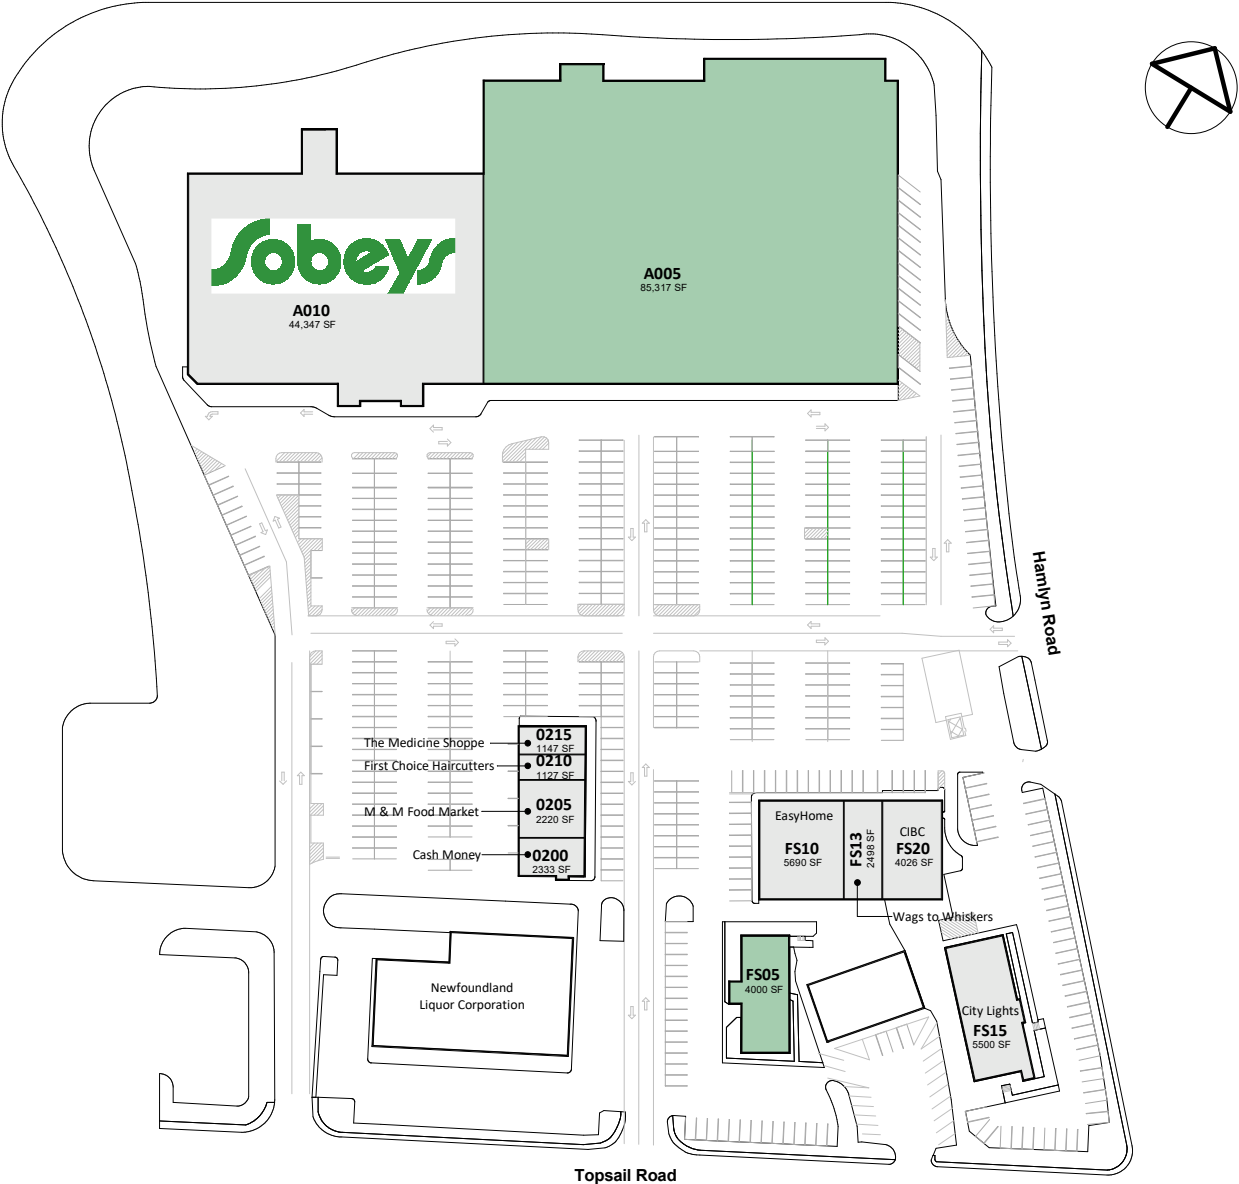 Sobeys
A010
44,347 SF
A005
85,317 SF
Hamlyn Road
The Medicine Shoppe
0215
1147 SF
First Choice Haircutters
0210
1127 SF
M & M Food Market
0205
2220 SF
Cash Money
0200
2333 SF
EasyHome
FS10
5690 SF
FS13
2498 SF
CIBC
FS20
4026 SF
Wags to Whiskers
Newfoundland
Liquor Corporation
FS05
4000 SF
City Lights
FS15
5500 SF
Topsail Road